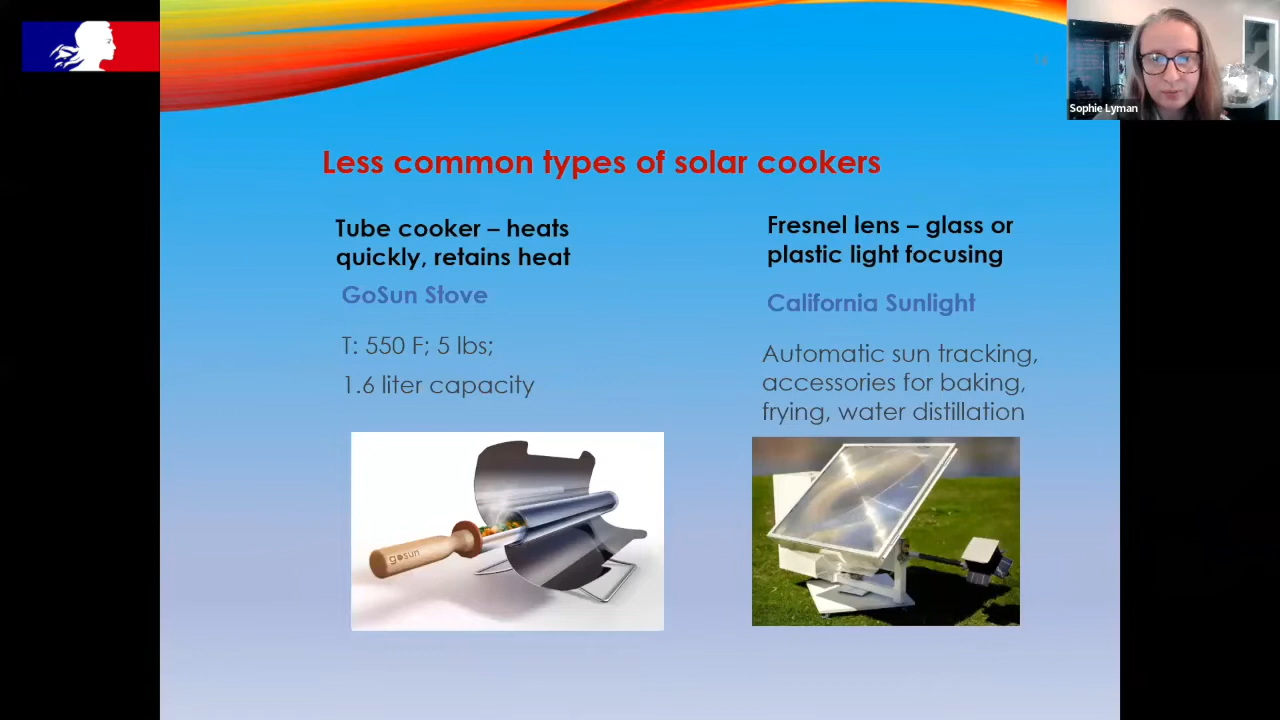 Sophie Lyman
Less common types of solar cookers
Tube cooker – heats
quickly, retains heat
GoSun Stove
T: 550 F; 5 lbs;
1.6 liter capacity
gosun
Fresnel lens – glass or
plastic light focusing
California Sunlight
Automatic sun tracking,
accessories for baking,
frying, water distillation